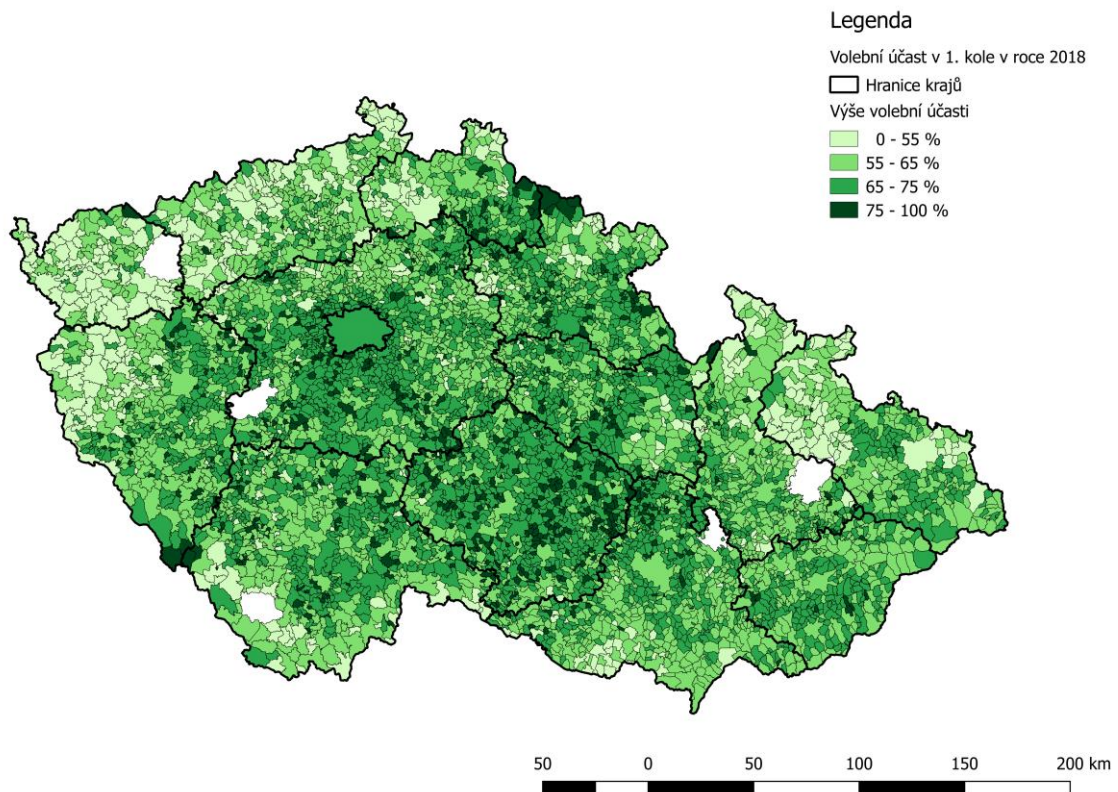 Legenda
Volební účast v 1. kole v roce 2018
Hranice krajů
Výše volební účasti
0 - 55 %
55 - 65 %
65 - 75 %
75 - 100 %
50 0 50 100 150 200 km